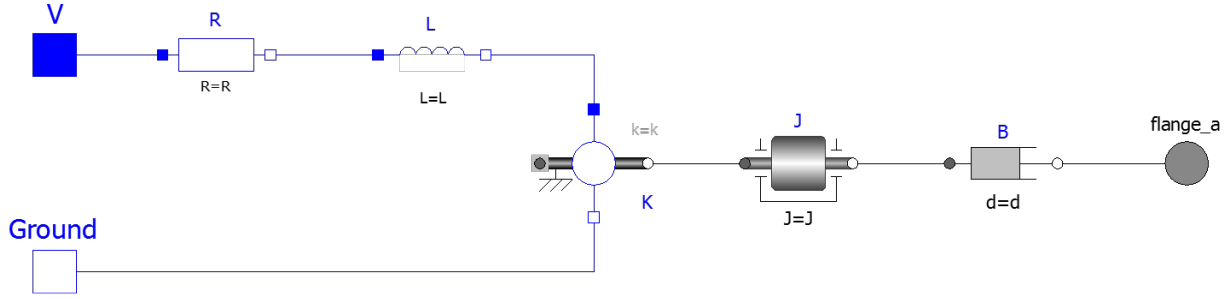 V
R
R=R
L
L=L
k=k
K
J
J=J
B
d=d
flange_a
Ground